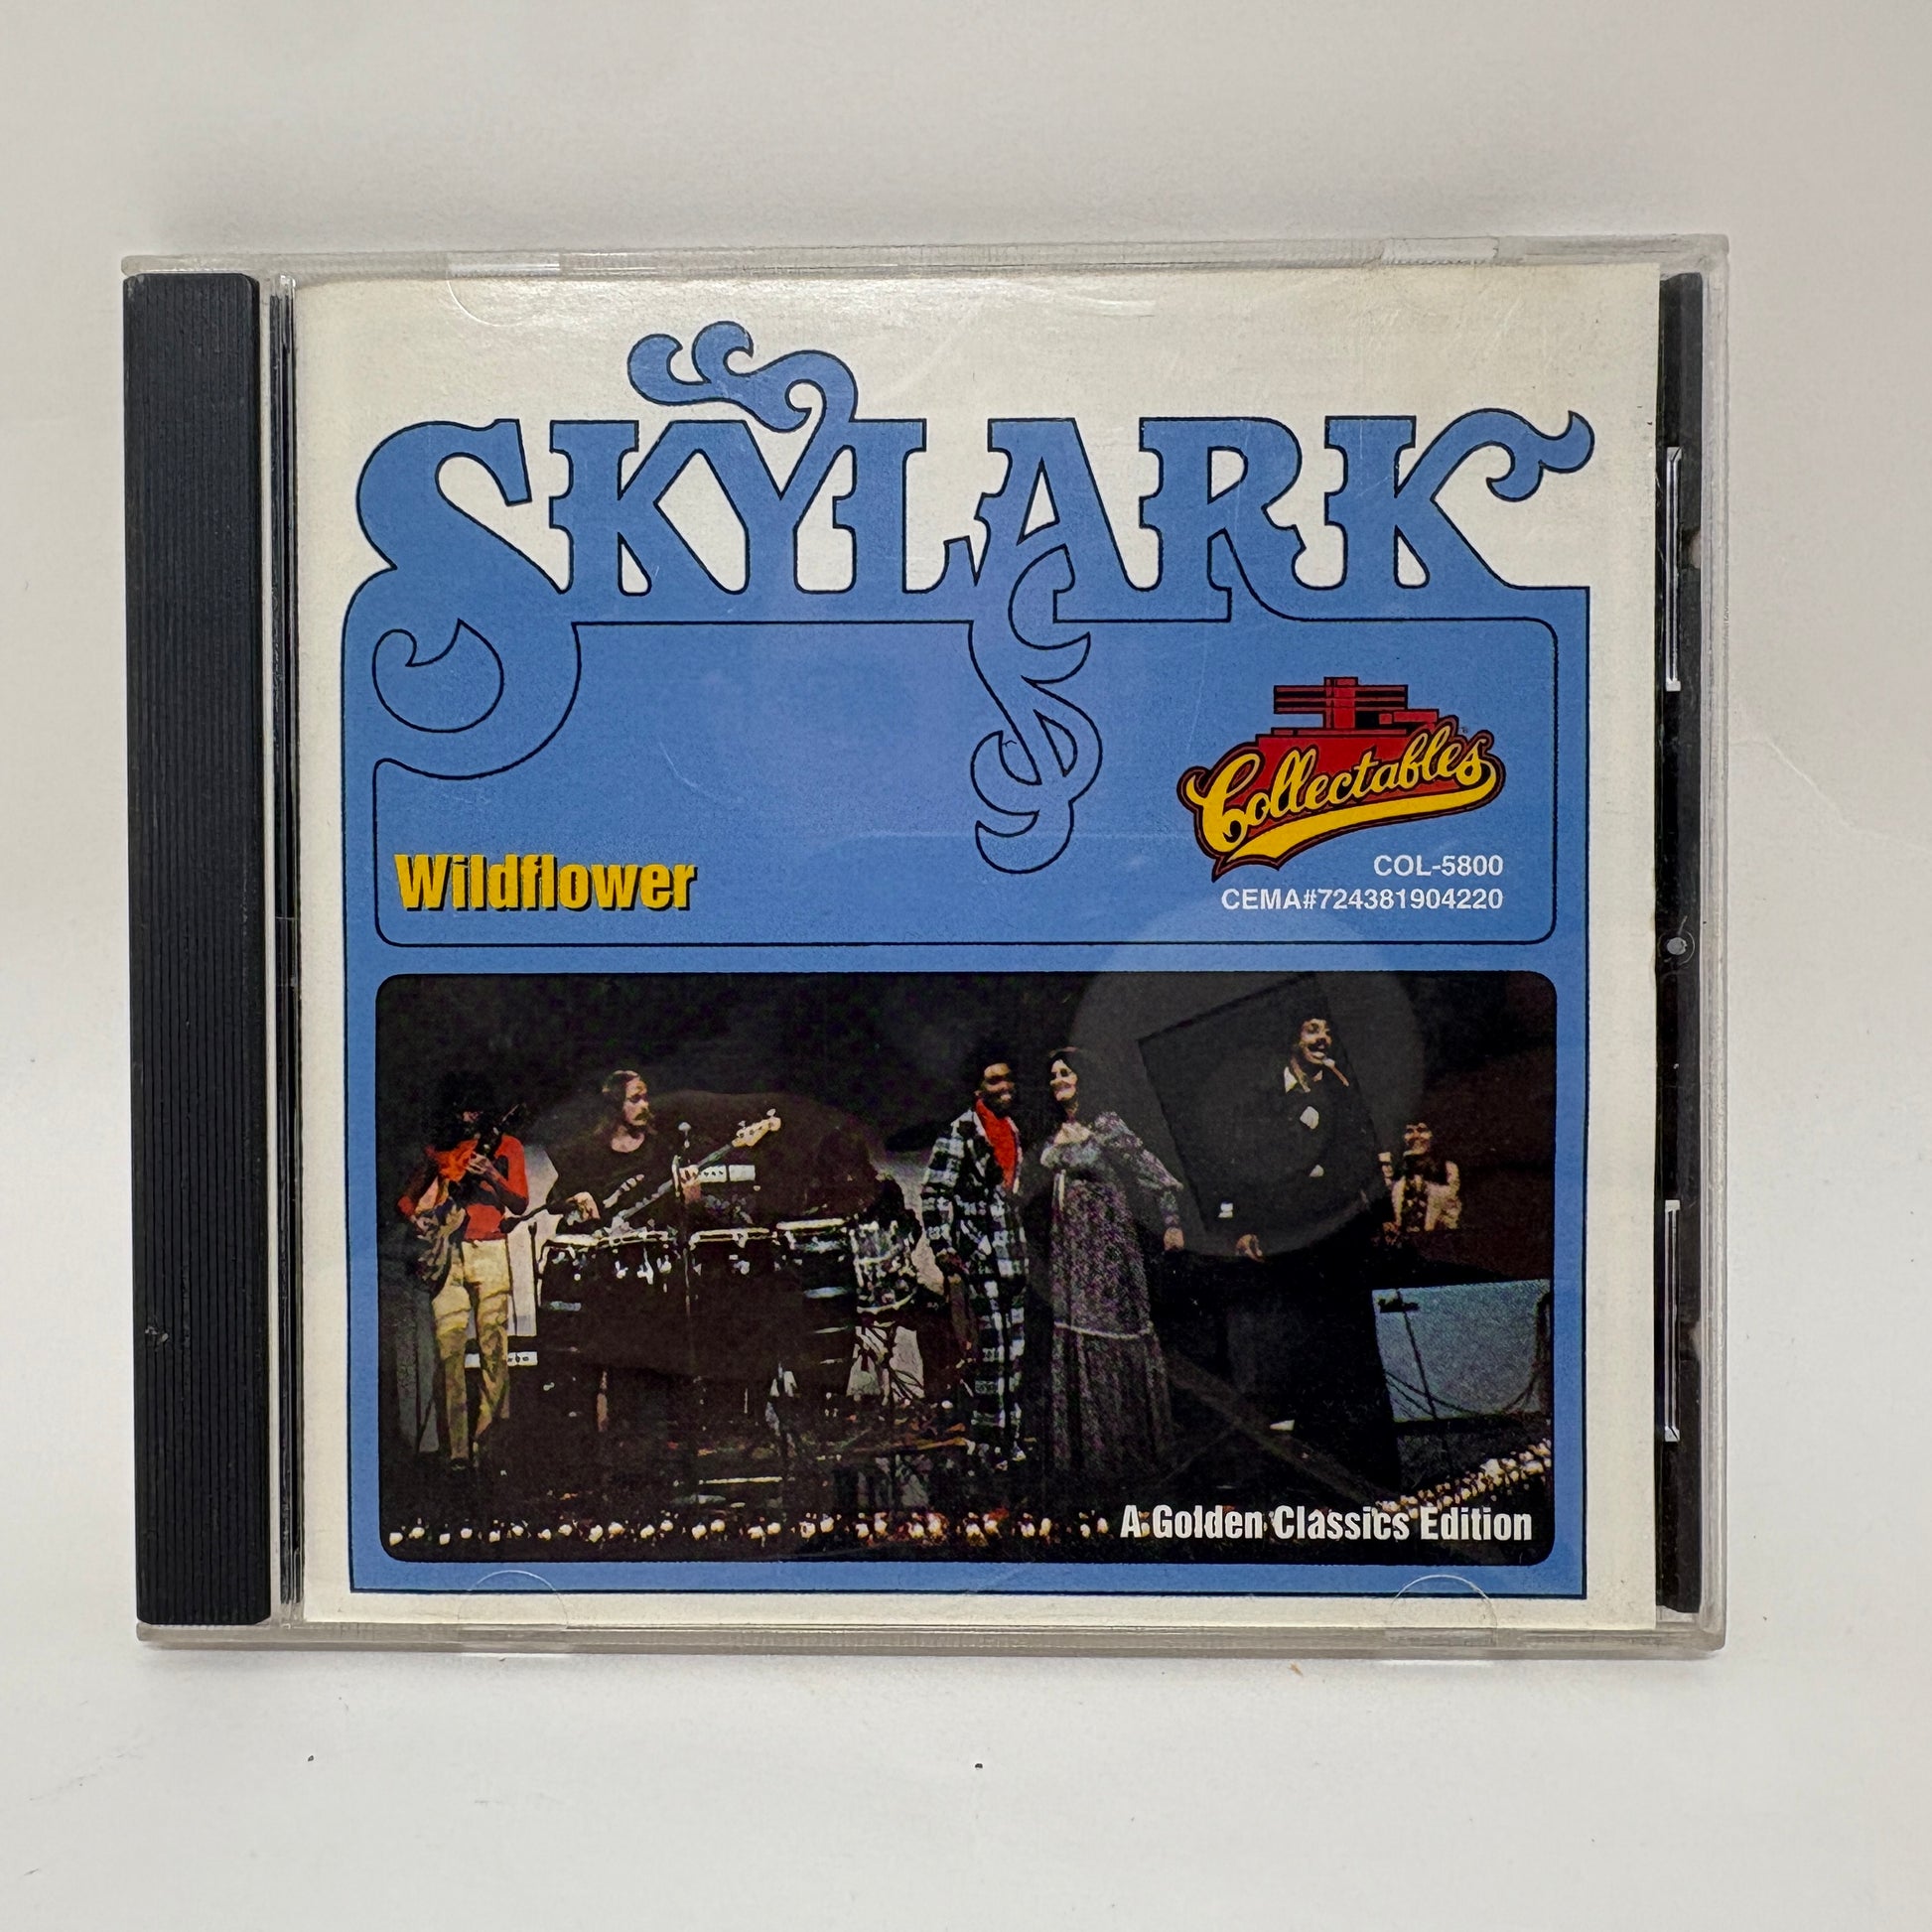 SKYLARK
Collectables
COL-5800
CEMA#724381904220
Wildflower
A Golden Classics Edition